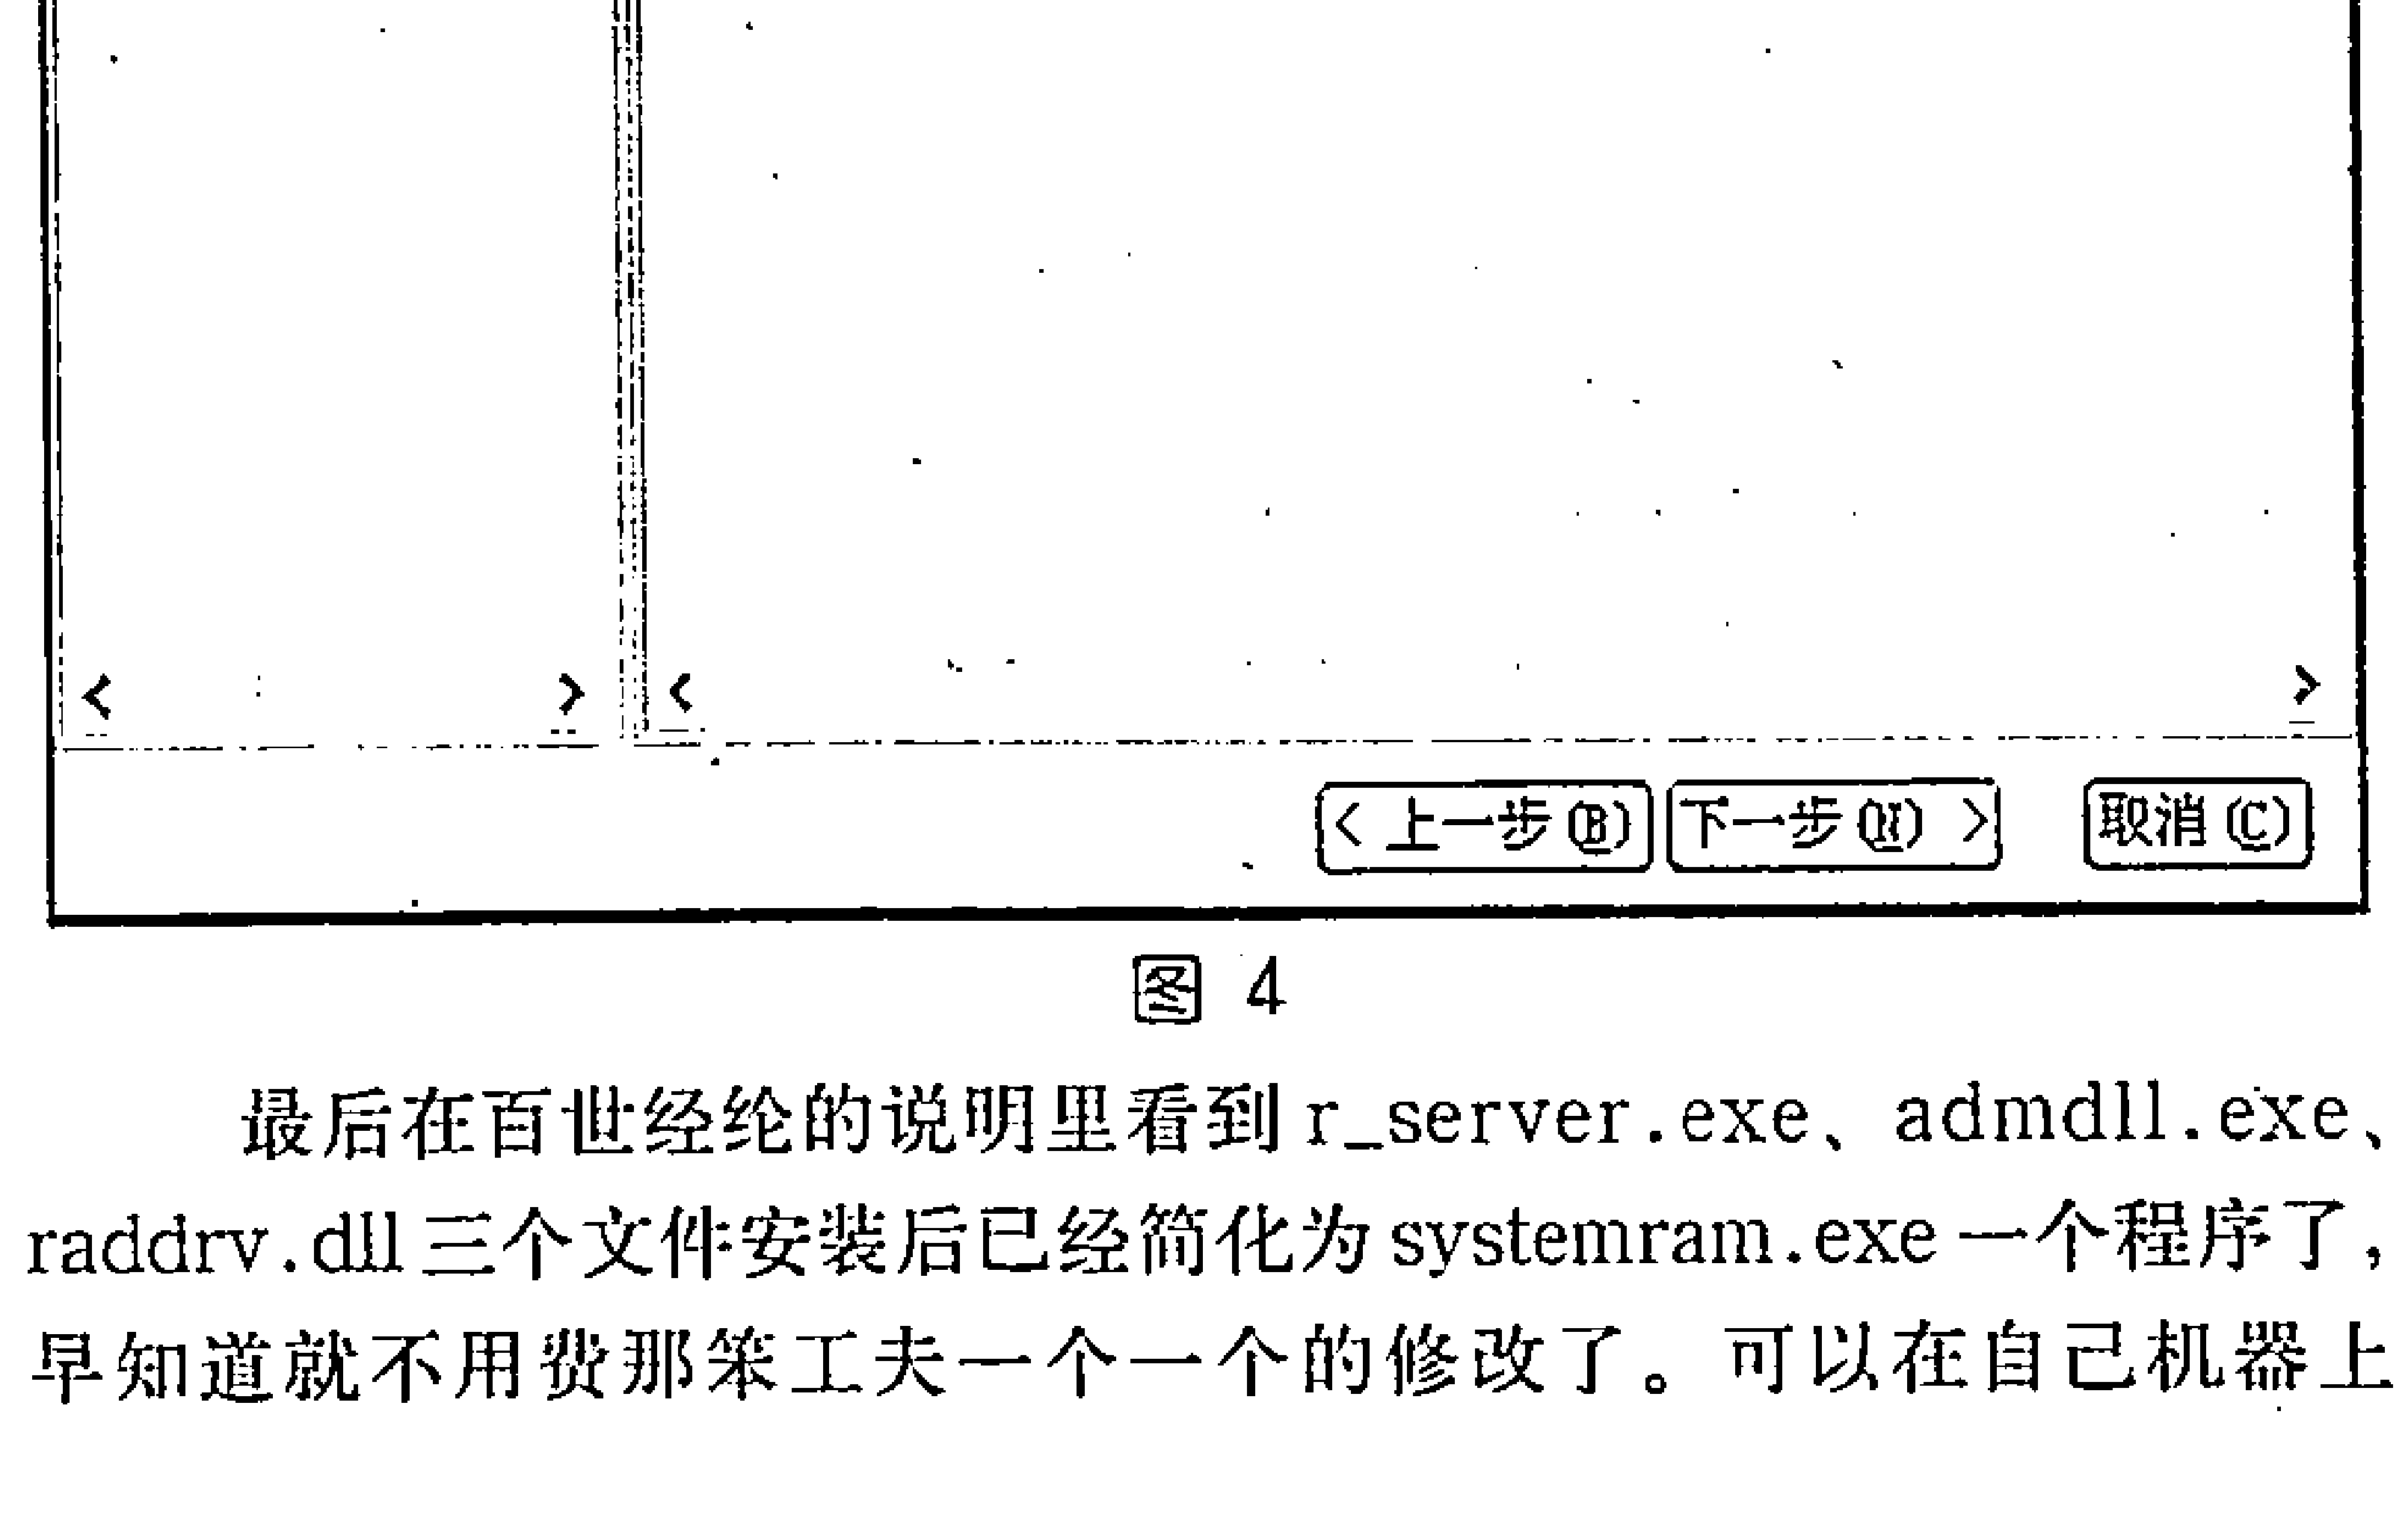 < 上一步(B) 下一步(N) > 取消(C)
图 4
最后在百世经纶的说明里看到 r_server.exe、admdll.exe、
raddrv.dll 三个文件安装后已经简化为 systemram.exe 一个程序了，
早知道就不用费那笨工夫一个一个的修改了。可以在自己机器上